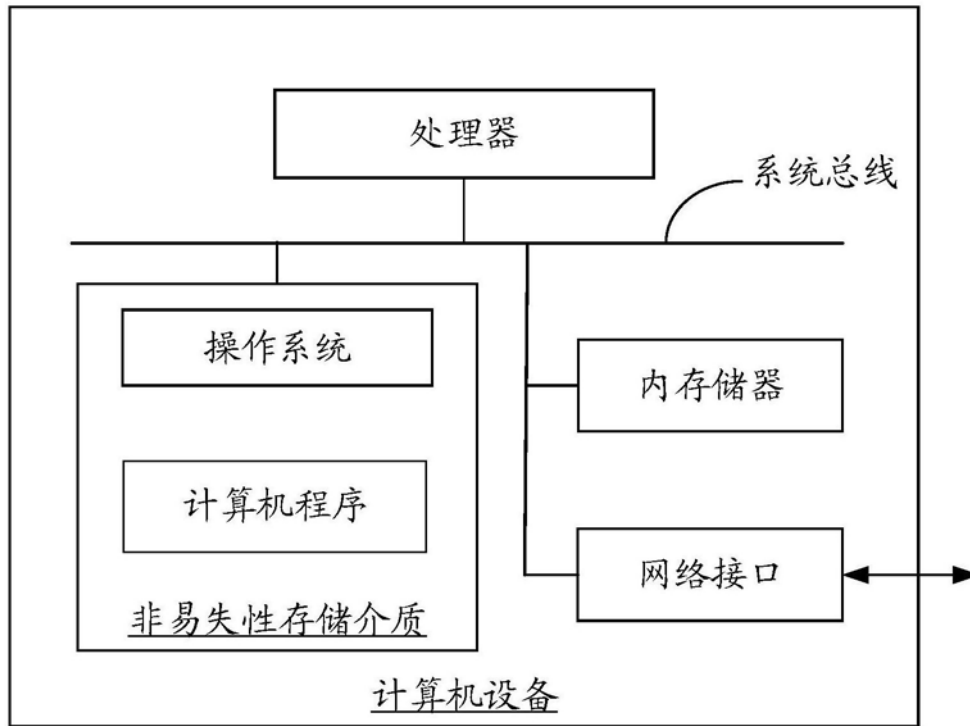 处理器
系统总线
操作系统
内存储器
计算机程序
网络接口
非易失性存储介质
计算机设备